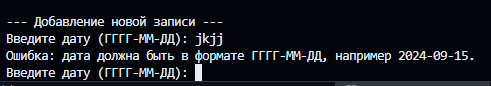 --- Добавление новой записи ---
Введите дату (ГГГГ-ММ-ДД): jkjj
Ошибка: дата должна быть в формате ГГГГ-ММ-ДД, например 2024-09-15.
Введите дату (ГГГГ-ММ-ДД):